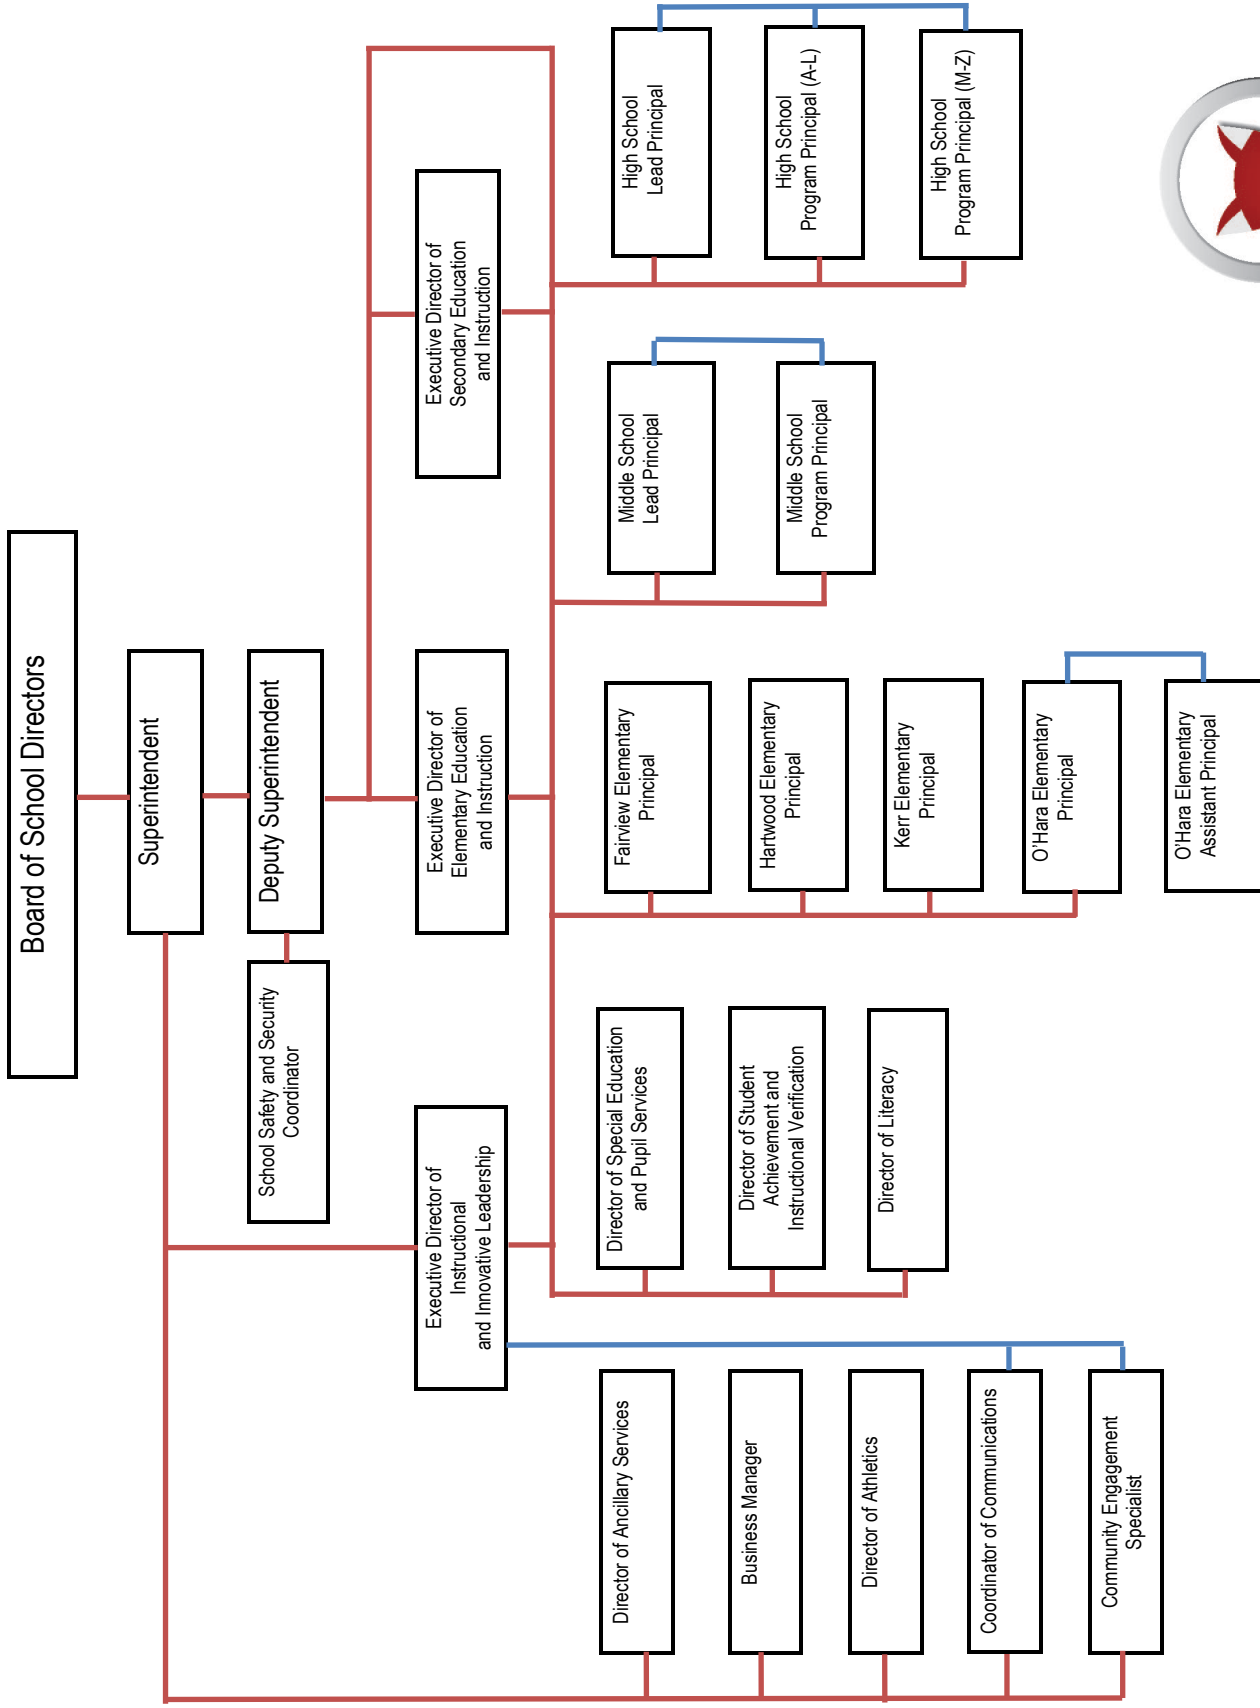 Board of School Directors
Superintendent
Deputy Superintendent
School Safety and Security
Coordinator
Executive Director of
Instructional
and Innovative Leadership
Executive Director of
Elementary Education
and Instruction
Executive Director of
Secondary Education
and Instruction
Director of Ancillary Services
Business Manager
Director of Athletics
Coordinator of Communications
Community Engagement
Specialist
Director of Special Education
and Pupil Services
Director of Student
Achievement and
Instructional Verification
Director of Literacy
Fairview Elementary
Principal
Hartwood Elementary
Principal
Kerr Elementary
Principal
O'Hara Elementary
Principal
O'Hara Elementary
Assistant Principal
Middle School
Lead Principal
Middle School
Program Principal
High School
Lead Principal
High School
Program Principal (A-L)
High School
Program Principal (M-Z)